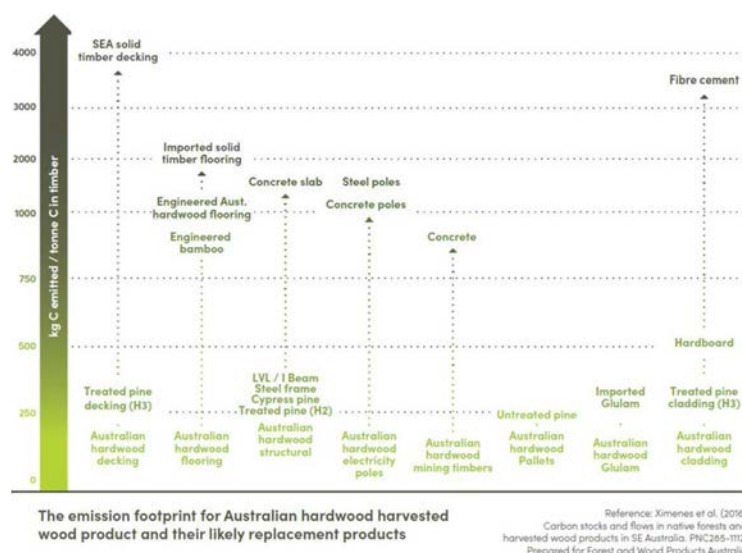 4000
3000
2000
1000
750
500
250
0
kg C emitted / tonne C in timber
SEA solid
timber decking
Treated pine
decking (H3)
Australian
hardwood
decking
Imported solid
timber flooring
Engineered Aust.
hardwood flooring
Engineered
bamboo
Australian
hardwood
flooring
Concrete slab
LVL / I Beam
Steel frame
Cypress pine
Treated pine (H2)
Australian
hardwood
structural
Steel poles
Concrete poles
Australian
hardwood
electricity
poles
Concrete
Australian
hardwood
mining timbers
Untreated pine
Australian
hardwood
Pallets
Imported
Glulam
Australian
hardwood
Glulam
Fibre cement
Hardboard
Treated pine
cladding (H3)
Australian
hardwood
cladding
The emission footprint for Australian hardwood harvested
wood product and their likely replacement products
Reference: Ximenes et al. (2016
Carbon stocks and flows in native forests and
harvested wood products in SE Australia. PNC285-1112
Prepared for Forest and Wood Products Australia